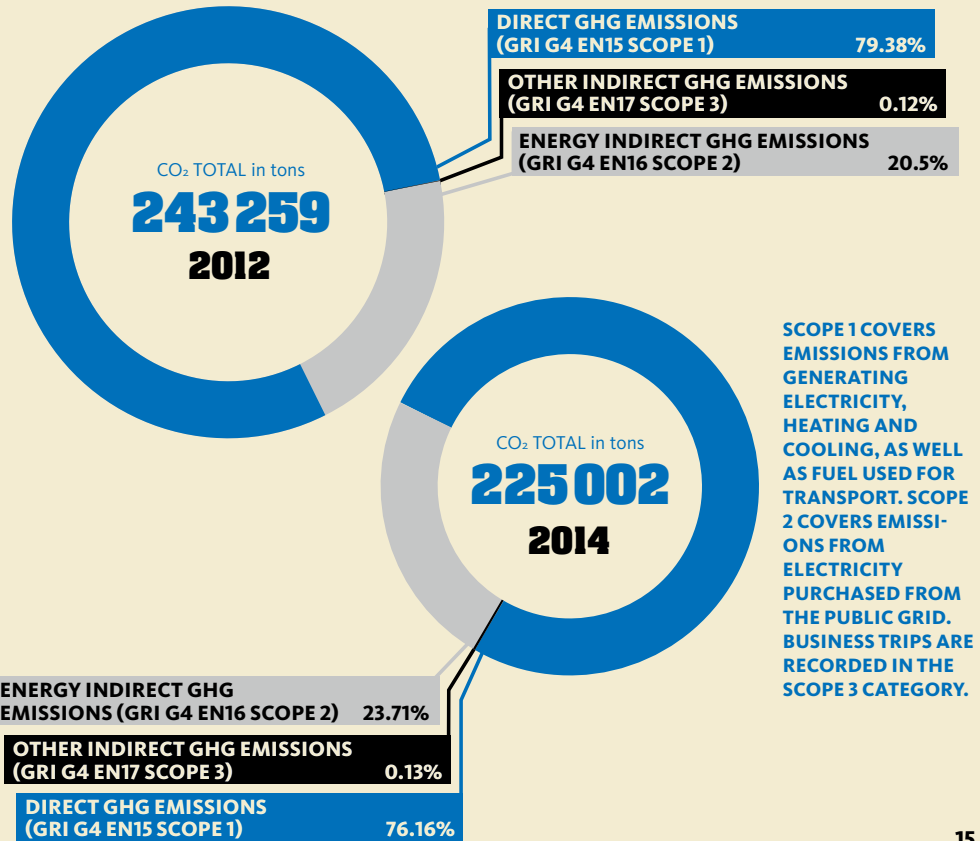 DIRECT GHG EMISSIONS
(GRI G4 EN15 SCOPE 1) 79.38%
OTHER INDIRECT GHG EMISSIONS
(GRI G4 EN17 SCOPE 3) 0.12%
ENERGY INDIRECT GHG EMISSIONS
(GRI G4 EN16 SCOPE 2) 20.5%
CO₂ TOTAL in tons
243 259
2012
CO₂ TOTAL in tons
225 002
2014
SCOPE 1 COVERS
EMISSIONS FROM
GENERATING
ELECTRICITY,
HEATING AND
COOLING, AS WELL
AS FUEL USED FOR
TRANSPORT. SCOPE
2 COVERS EMISSI-
ONS FROM
ELECTRICITY
PURCHASED FROM
THE PUBLIC GRID.
BUSINESS TRIPS ARE
RECORDED IN THE
SCOPE 3 CATEGORY.
ENERGY INDIRECT GHG
EMISSIONS (GRI G4 EN16 SCOPE 2) 23.71%
OTHER INDIRECT GHG EMISSIONS
(GRI G4 EN17 SCOPE 3) 0.13%
DIRECT GHG EMISSIONS
(GRI G4 EN15 SCOPE 1) 76.16%
15